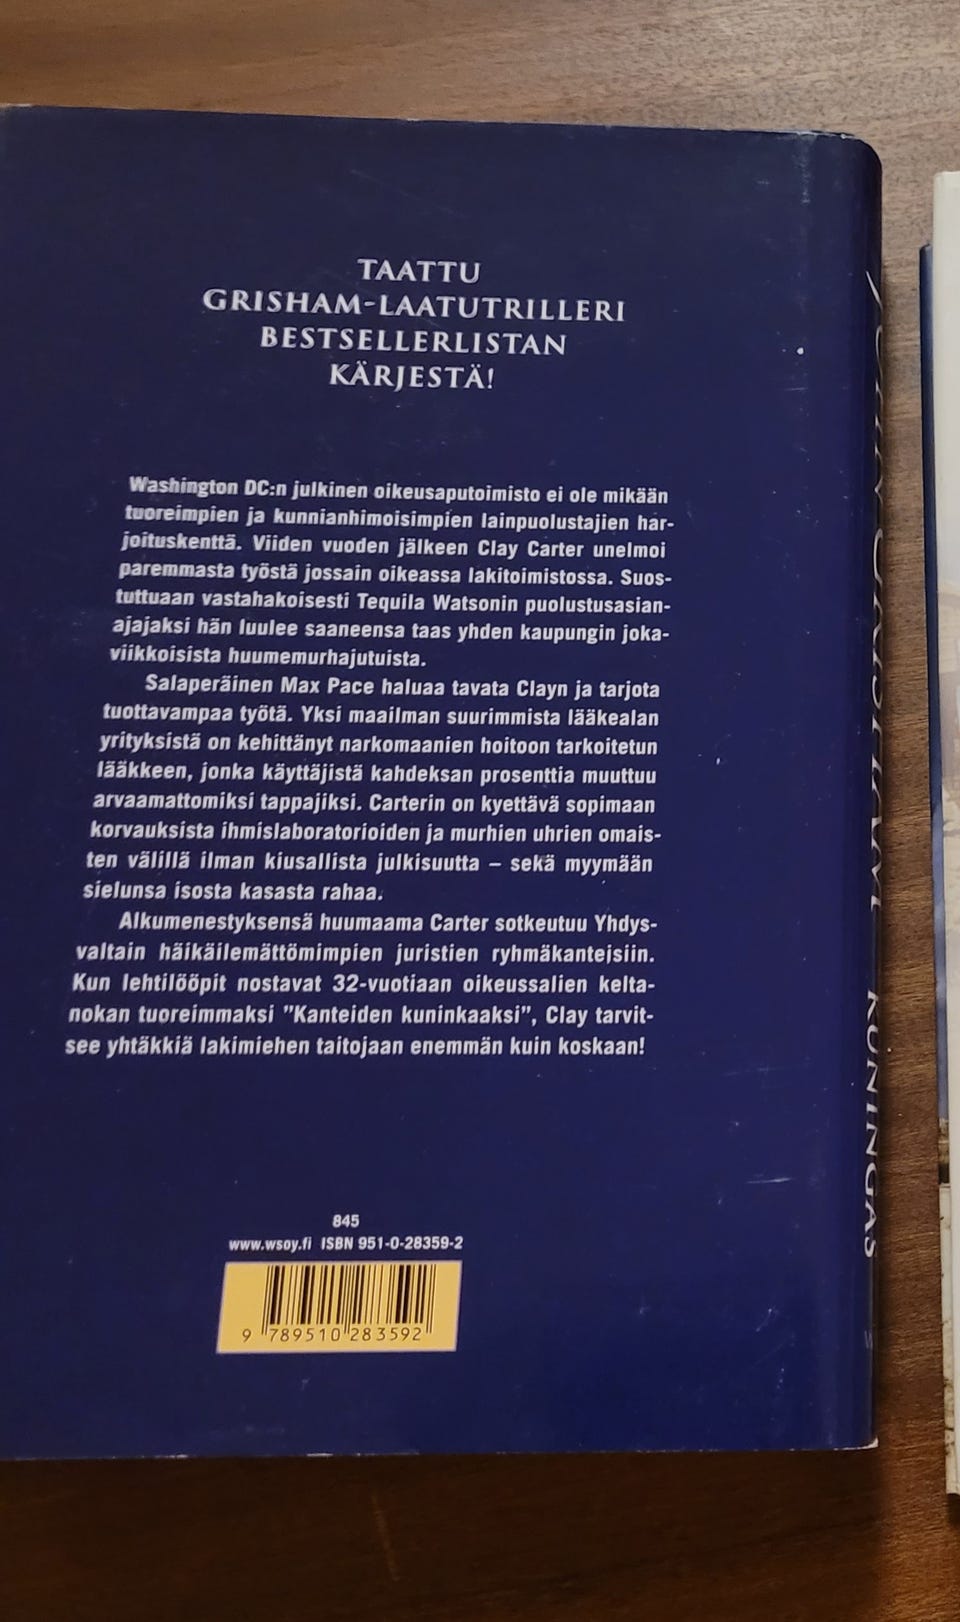 TAATTU
GRISHAM-LAATUTRILLERI
BESTSELLERLISTAN
KÄRJESTÄ!
Washington DC:n julkinen oikeusaputoimisto ei ole mikään
tuoreimpien ja kunnianhimoisimpien lainpuolustajien har-
joituskenttä. Viiden vuoden jälkeen Clay Carter unelmoi
paremmasta työstä jossain oikeassa lakitoimistossa. Suos-
tuttuaan vastahakoisesti Tequila Watsonin puolustusasian-
ajajaksi hän luulee saaneensa taas yhden kaupungin joka-
viikkoisista huumemurhajutuista.
Salaperäinen Max Pace haluaa tavata Clayn ja tarjota
tuottavampaa työtä. Yksi maailman suurimmista lääkealan
yrityksistä on kehittänyt narkomaanien hoitoon tarkoitetun
lääkkeen, jonka käyttäjistä kahdeksan prosenttia muuttuu
arvaamattomiksi tappajiksi. Carterin on kyettävä sopimaan
korvauksista ihmislaboratorioiden ja murhien uhrien omais-
ten välillä ilman kiusallista julkisuutta – sekä myymään
sielunsa isosta kasasta rahaa.
Alkumenestyksensä huumaama Carter sotkeutuu Yhdys-
valtain häikäilemättömimpien juristien ryhmäkanteisiin.
Kun lehtilööpit nostavat 32-vuotiaan oikeussalien kelta-
nokan tuoreimmaksi ”Kanteiden kuninkaaksi”, Clay tarvit-
see yhtäkkiä lakimiehen taitojaan enemmän kuin koskaan!
845
www.wsoy.fi ISBN 951-0-28359-2
9 789510 283592
JOHN GRISHAM KUNINGAS